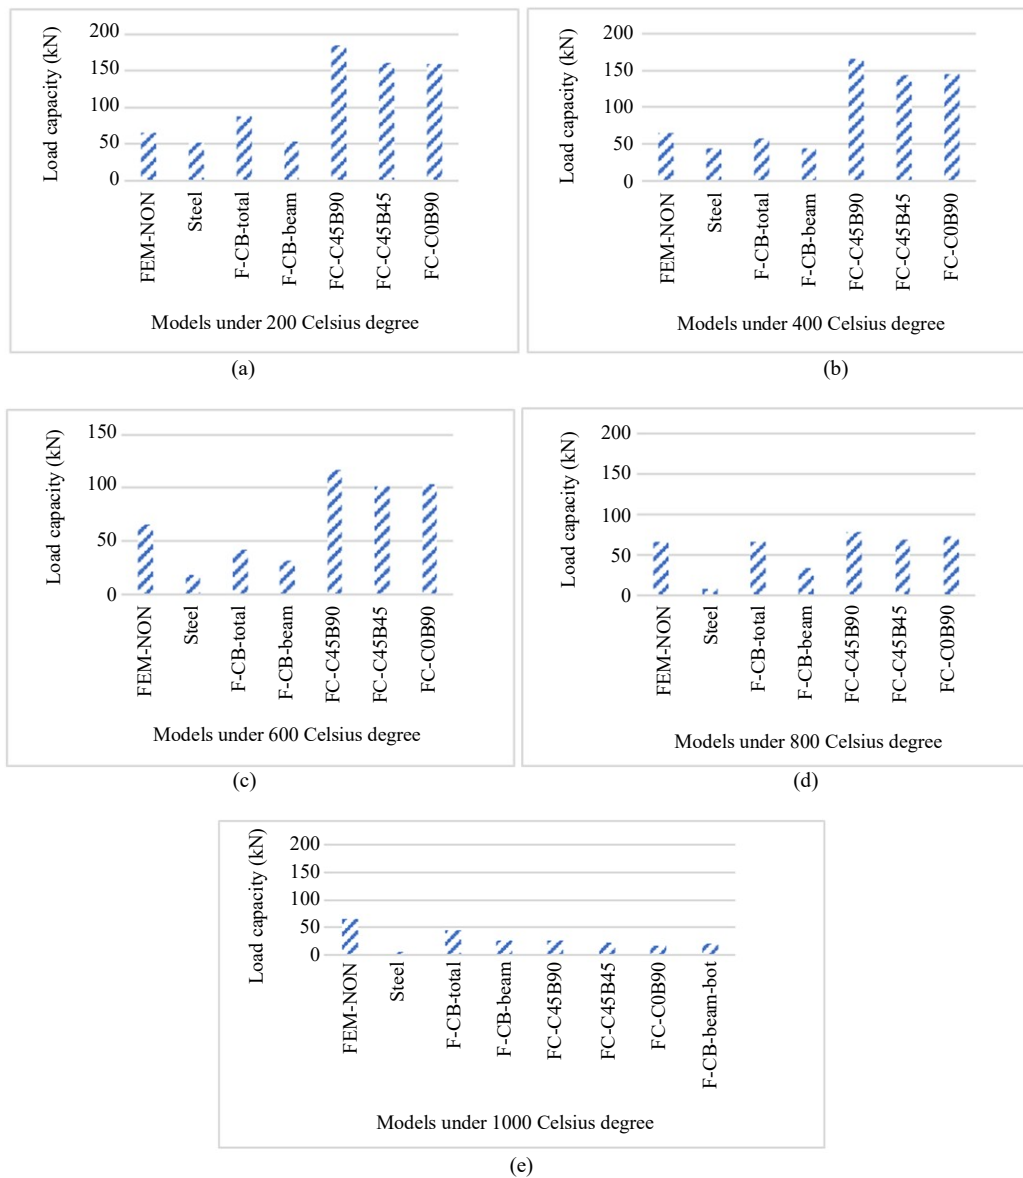 Load capacity (kN)
200
150
100
50
0
FEM-NON
Steel
F-CB-total
F-CB-beam
FC-C45B90
FC-C45B45
FC-C0B90
Models under 200 Celsius degree
(a)
Load capacity (kN)
200
150
100
50
0
FEM-NON
Steel
F-CB-total
F-CB-beam
FC-C45B90
FC-C45B45
FC-C0B90
Models under 400 Celsius degree
(b)
Load capacity (kN)
150
100
50
0
FEM-NON
Steel
F-CB-total
F-CB-beam
FC-C45B90
FC-C45B45
FC-C0B90
Models under 600 Celsius degree
(c)
Load capacity (kN)
200
150
100
50
0
FEM-NON
Steel
F-CB-total
F-CB-beam
FC-C45B90
FC-C45B45
FC-C0B90
Models under 800 Celsius degree
(d)
Load capacity (kN)
200
150
100
50
0
FEM-NON
Steel
F-CB-total
F-CB-beam
FC-C45B90
FC-C45B45
FC-C0B90
F-CB-beam-bot
Models under 1000 Celsius degree
(e)